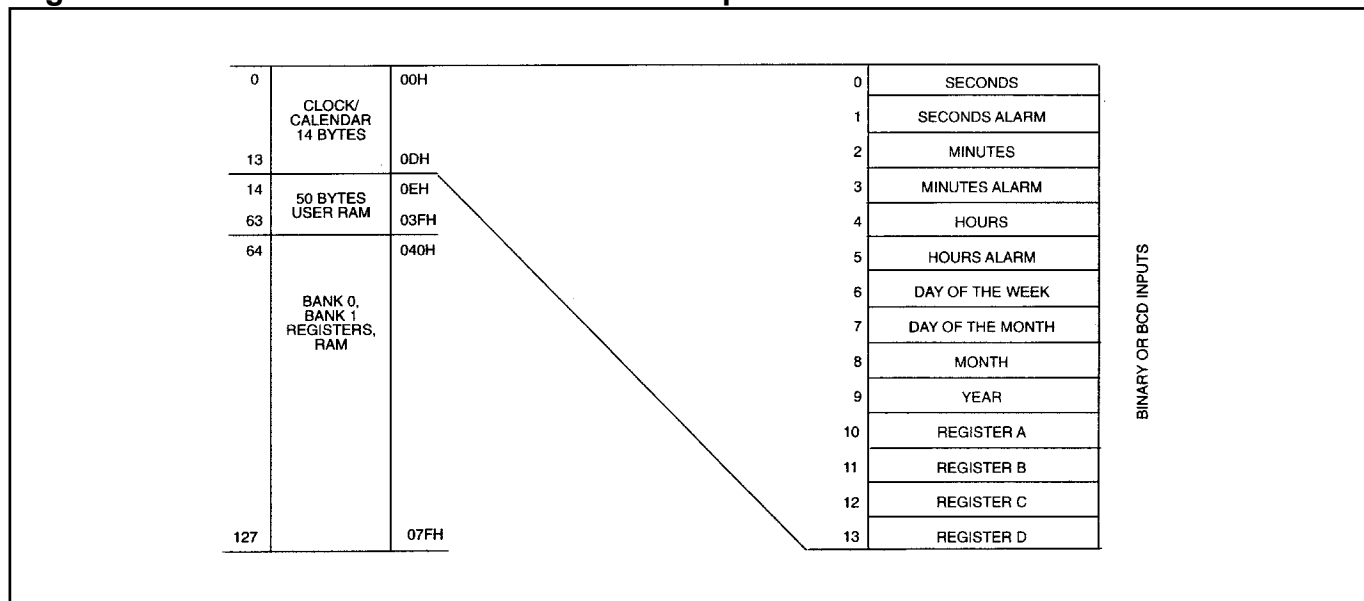 0
00H
CLOCK/
CALENDAR
14 BYTES
13
0DH
14
0EH
50 BYTES
USER RAM
63
03FH
64
040H
BANK 0,
BANK 1
REGISTERS,
RAM
127
07FH
0 SECONDS
1 SECONDS ALARM
2 MINUTES
3 MINUTES ALARM
4 HOURS
5 HOURS ALARM
6 DAY OF THE WEEK
7 DAY OF THE MONTH
8 MONTH
9 YEAR
10 REGISTER A
11 REGISTER B
12 REGISTER C
13 REGISTER D
BINARY OR BCD INPUTS